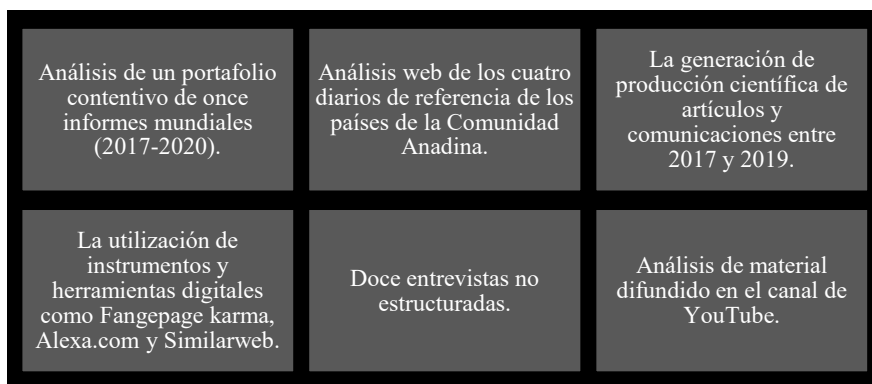 Análisis de un portafolio
contentivo de once
informes mundiales
(2017-2020).
Análisis web de los cuatro
diarios de referencia de los
países de la Comunidad
Anadina.
La generación de
producción científica de
artículos y
comunicaciones entre
2017 y 2019.
La utilización de
instrumentos y
herramientas digitales
como Fangepage karma,
Alexa.com y Similarweb.
Doce entrevistas no
estructuradas.
Análisis de material
difundido en el canal de
YouTube.